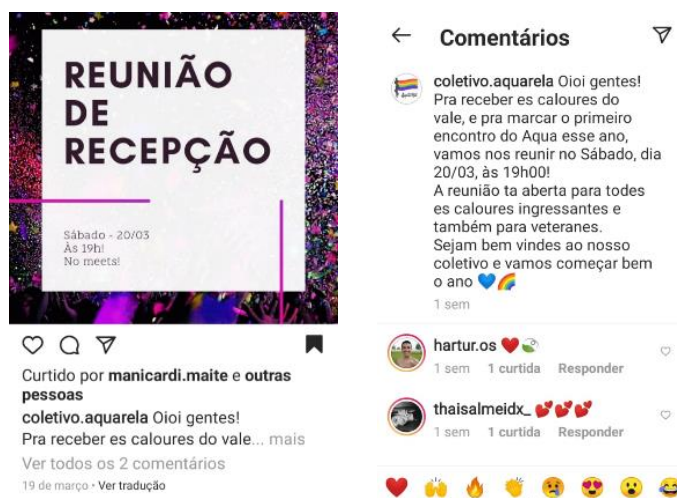 REUNIÃO
DE
RECEPÇÃO
Sábado - 20/03
Às 19h!
No meets!
Curtido por manicardi.maite e outras
pessoas
coletivo.aquarela Oioi gentes!
Pra receber es caloures do vale... mais
Ver todos os 2 comentários
19 de março • Ver tradução
Comentários
coletivo.aquarela Oioi gentes!
Pra receber es caloures do
vale, e pra marcar o primeiro
encontro do Aqua esse ano,
vamos nos reunir no Sábado, dia
20/03, às 19h00!
A reunião ta aberta para todes
es caloures ingressantes e
também para veteranes.
Sejam bem vindes ao nosso
coletivo e vamos começar bem
o ano 💙🌈
1 sem
hartur.os ❤️🍃
1 sem 1 curtida Responder
thaisalmeidx_ 💕💕💕
1 sem 1 curtida Responder